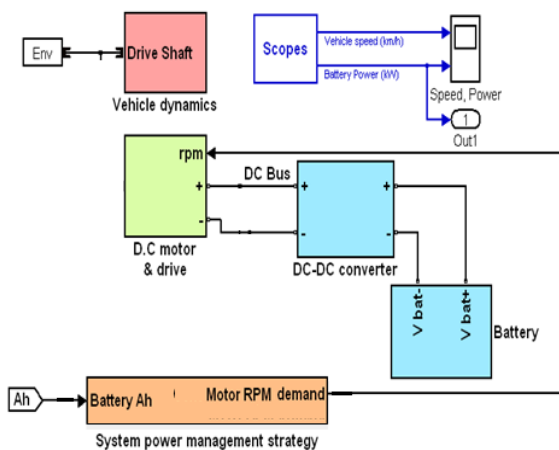 Env
Drive Shaft
Vehicle dynamics
Scopes
Vehicle speed (km/h)
Battery Power (kW)
Speed, Power
1
Out1
rpm
+
-
D.C motor
& drive
DC Bus
+
-
+
-
DC-DC converter
V bat-
V bat+
Battery
Ah
Battery Ah
Motor RPM demand
System power management strategy